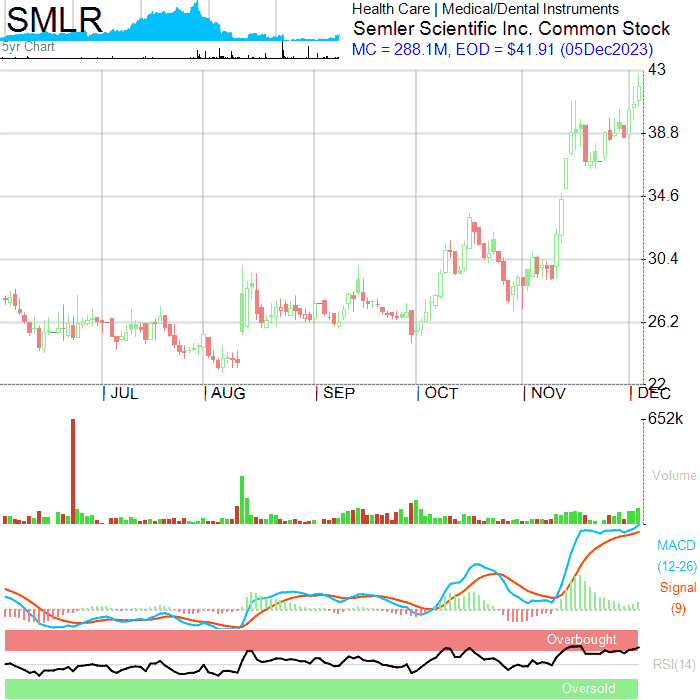 SMLR
5yr Chart
Health Care | Medical/Dental Instruments
Semler Scientific Inc. Common Stock
MC = 288.1M, EOD = $41.91 (05Dec2023)
43
38.8
34.6
30.4
26.2
22
JUL AUG SEP OCT NOV DEC
652k
Volume
MACD
(12-26)
Signal
(9)
Overbought
RSI(14)
Oversold